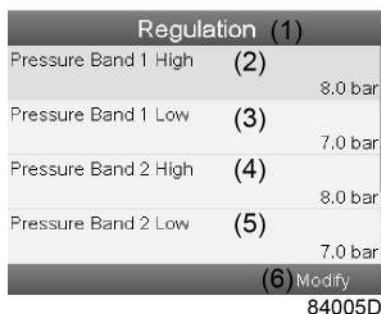 Regulation (1)
Pressure Band 1 High (2)
8.0 bar
Pressure Band 1 Low (3)
7.0 bar
Pressure Band 2 High (4)
8.0 bar
Pressure Band 2 Low (5)
7.0 bar
(6) Modify
84005D